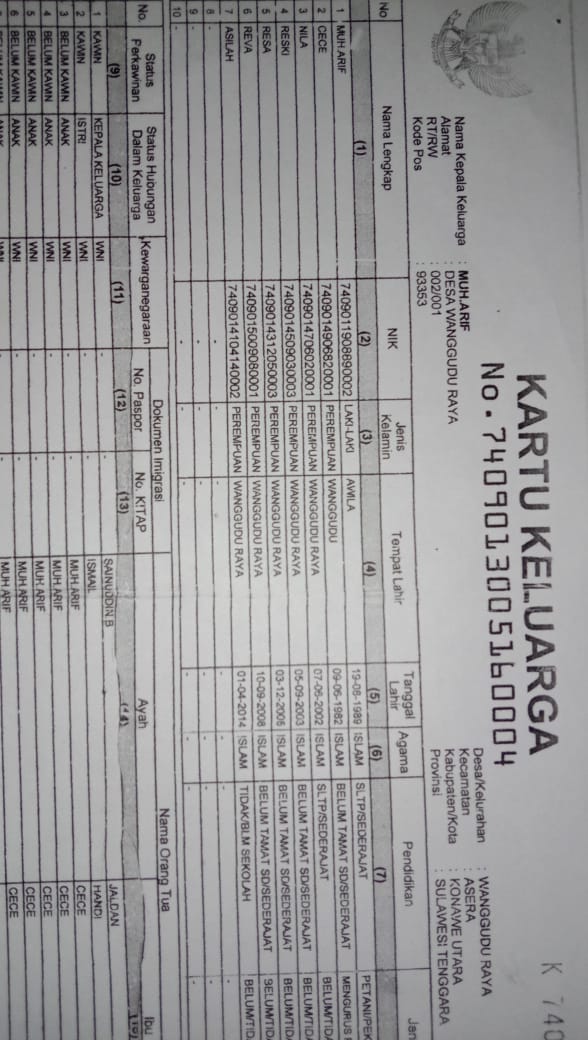 K 740
KARTU KELUARGA
No. 7409013005160004
Nama Kepala Keluarga : MUH.ARIF
Alamat : DESA WANGGUDU RAYA
RT/RW : 002/001
Kode Pos : 93353
Desa/Kelurahan : WANGGUDU RAYA
Kecamatan : ASERA
Kabupaten/Kota : KONAWE UTARA
Provinsi : SULAWESI TENGGARA
No Nama Lengkap NIK Jenis Kelamin Tempat Lahir Tanggal Lahir Agama Pendidikan Jen
(1) (2) (3) (4) (5) (6) (7)
1 MUH.ARIF 7409011908890002 LAKI-LAKI AWILA 19-08-1989 ISLAM SLTP/SEDERAJAT PETANI/PEK
2 CECE 7409014906820001 PEREMPUAN WANGGUDU 09-06-1982 ISLAM BELUM TAMAT SD/SEDERAJAT MENGURUS
3 NILA 7409014706020001 PEREMPUAN WANGGUDU RAYA 07-06-2002 ISLAM SLTP/SEDERAJAT BELUM/TIDA
4 RESKI 7409014509030003 PEREMPUAN WANGGUDU RAYA 05-09-2003 ISLAM BELUM TAMAT SD/SEDERAJAT BELUM/TIDA
5 RESA 7409014312050003 PEREMPUAN WANGGUDU RAYA 03-12-2005 ISLAM BELUM TAMAT SD/SEDERAJAT BELUM/TID
6 REVA 7409015009080001 PEREMPUAN WANGGUDU RAYA 10-09-2008 ISLAM BELUM TAMAT SD/SEDERAJAT BELUM/TID
7 ASILAH 7409014104140002 PEREMPUAN WANGGUDU RAYA 01-04-2014 ISLAM TIDAK/BLM SEKOLAH BELUM/TID
8 - - - - - - -
9 - - - - - - -
10 - - - - - - -
No. Status Perkawinan Status Hubungan Dalam Keluarga Kewarganegaraan Dokumen Imigrasi Nama Orang Tua
No. Paspor No. KITAP Ayah Ibu
(9) (10) (11) (12) (13) (14) (15)
1 KAWIN KEPALA KELUARGA WNI - - SAINUDDIN B JALDAN
2 KAWIN ISTRI WNI - - ISMAIL HANDI
3 BELUM KAWIN ANAK WNI - - MUH ARIF CECE
4 BELUM KAWIN ANAK WNI - - MUH ARIF CECE
5 BELUM KAWIN ANAK WNI - - MUH ARIF CECE
6 BELUM KAWIN ANAK WNI - - MUH ARIF CECE
MUH ARIF CECE